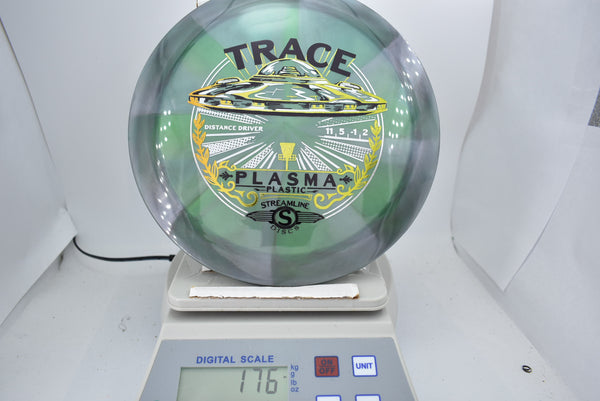 TRACE
DISTANCE DRIVER
11 5 -1 2
PLASMA
PLASTIC
STREAMLINE
S
DISCS
DIGITAL SCALE
kg
g
lb
oz
ON
OFF
UNIT
176